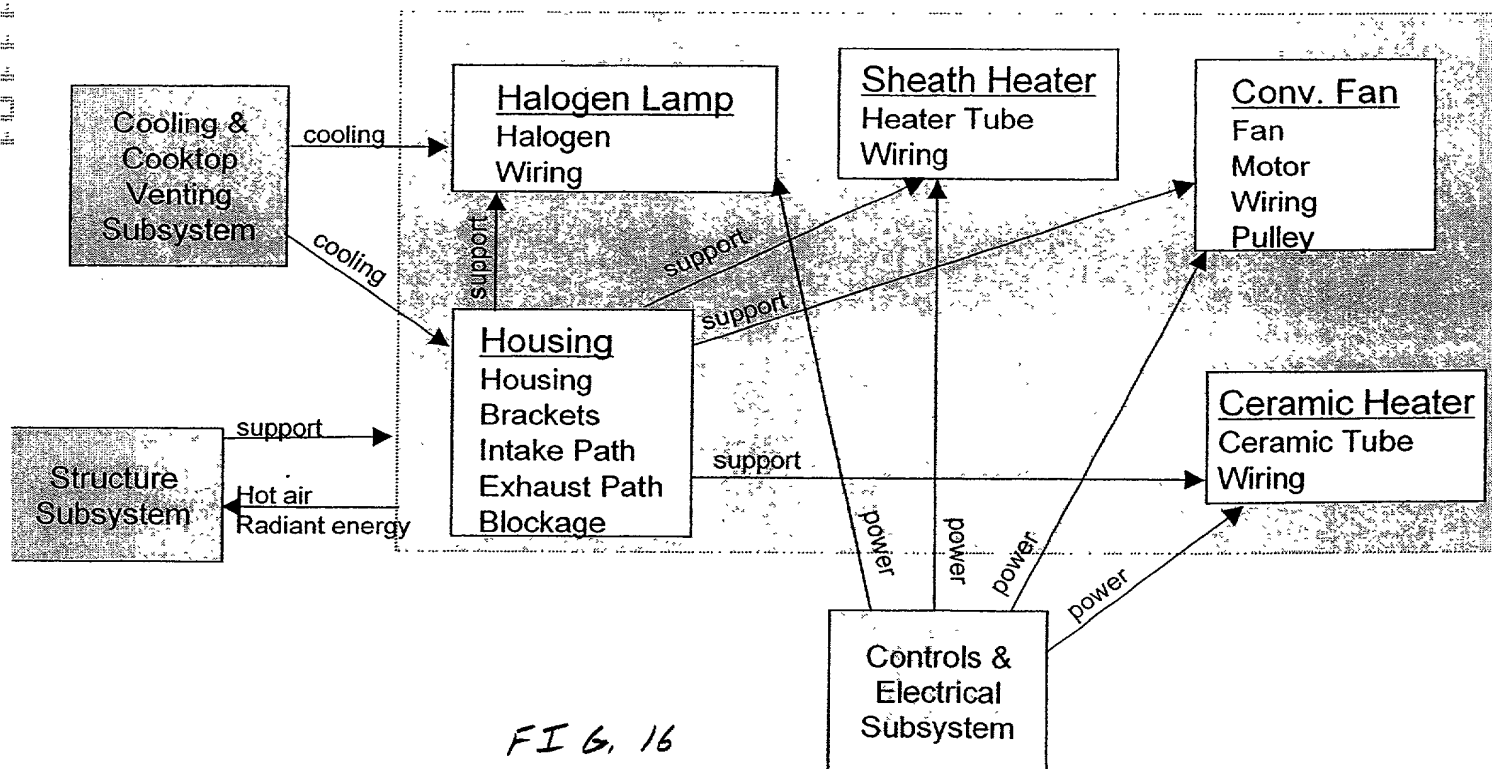 Cooling &
Cooktop
Venting
Subsystem
cooling
cooling
Halogen Lamp
Halogen
Wiring
Sheath Heater
Heater Tube
Wiring
Conv. Fan
Fan
Motor
Wiring
Pulley
support
support
support
Housing
Housing
Brackets
Intake Path
Exhaust Path
Blockage
Structure
Subsystem
support
Hot air
Radiant energy
support
Ceramic Heater
Ceramic Tube
Wiring
power
power
power
power
Controls &
Electrical
Subsystem
FIG. 16